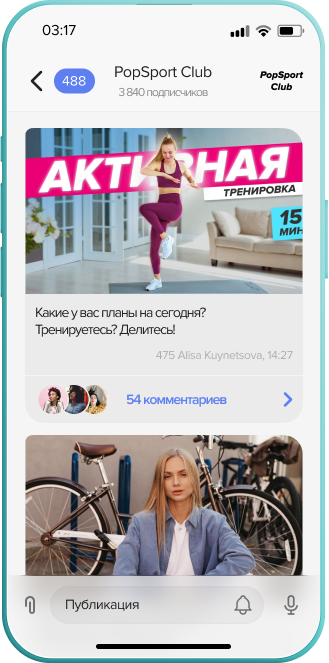 03:17
488
PopSport Club
3 840 подписчиков
PopSport
Club
АКТИВНАЯ
ТРЕНИРОВКА
15
МИН
Какие у вас планы на сегодня?
Тренируетесь? Делитесь!
475 Alisa Kuynetsova, 14:27
54 комментариев
Публикация